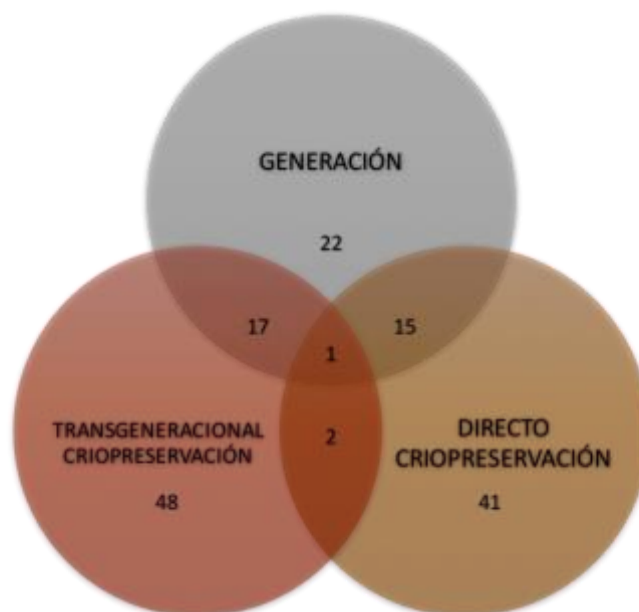 GENERACIÓN
22
17
15
1
TRANSGENERACIONAL
CRIOPRESERVACIÓN
48
2
DIRECTO
CRIOPRESERVACIÓN
41